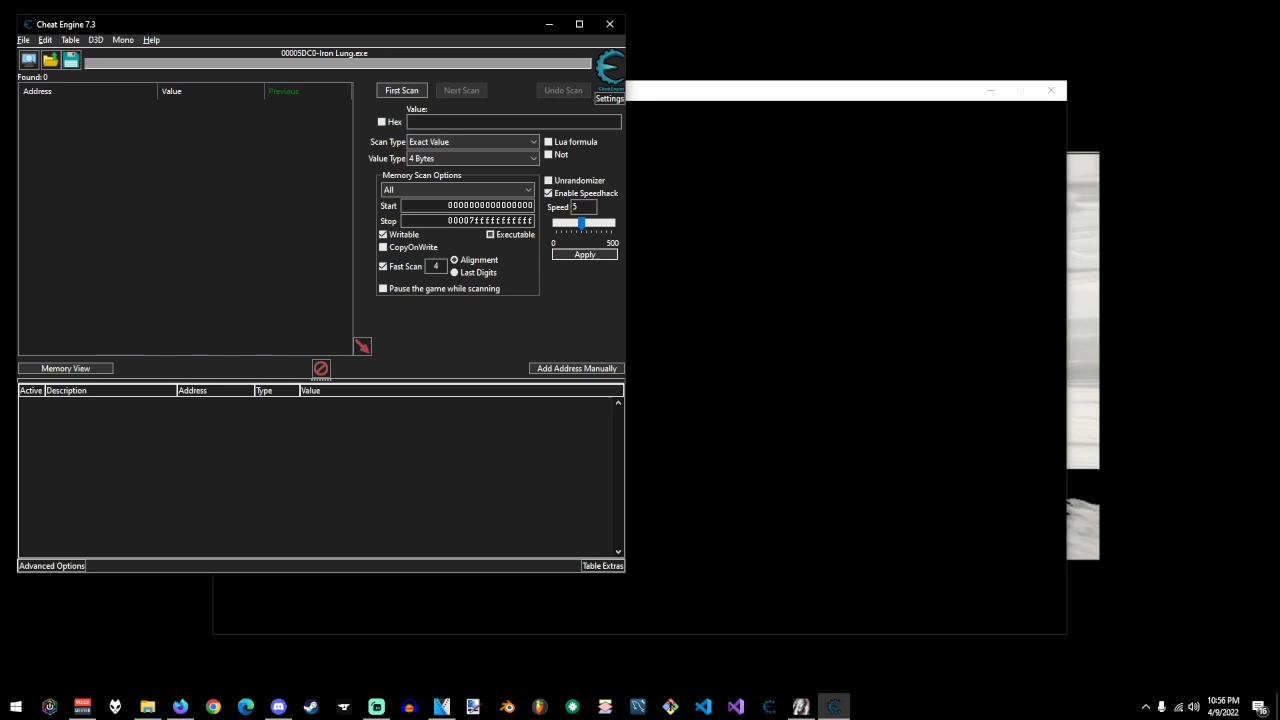 Cheat Engine 7.3
File Edit Table D3D Mono Help
00005DC0-Iron Lung.exe
Found: 0
Address Value Previous
First Scan Next Scan Undo Scan
Cheat Engine
Settings
Value:
Hex
Scan Type Exact Value
Lua formula
Not
Value Type 4 Bytes
Memory Scan Options
All
Unrandomizer
Enable Speedhack
Start 0000000000000000
Speed 5
Stop 00007fffffffffff
Writable Executable
CopyOnWrite
0 500
Apply
Fast Scan 4 Alignment
Last Digits
Pause the game while scanning
Memory View
Add Address Manually
Active Description Address Type Value
Advanced Options
Table Extras
10:56 PM
4/9/2022